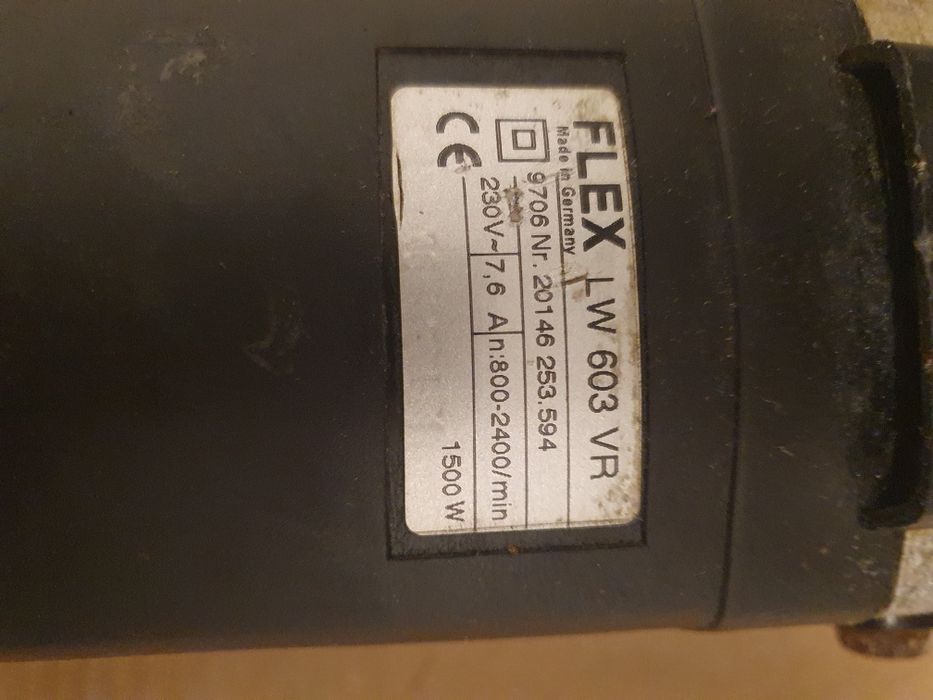 FLEX LW 603 VR
Made in Germany
9706 Nr. 20146 253.594
230V~ 7,6 A n:800-2400/min
CE 1500 W